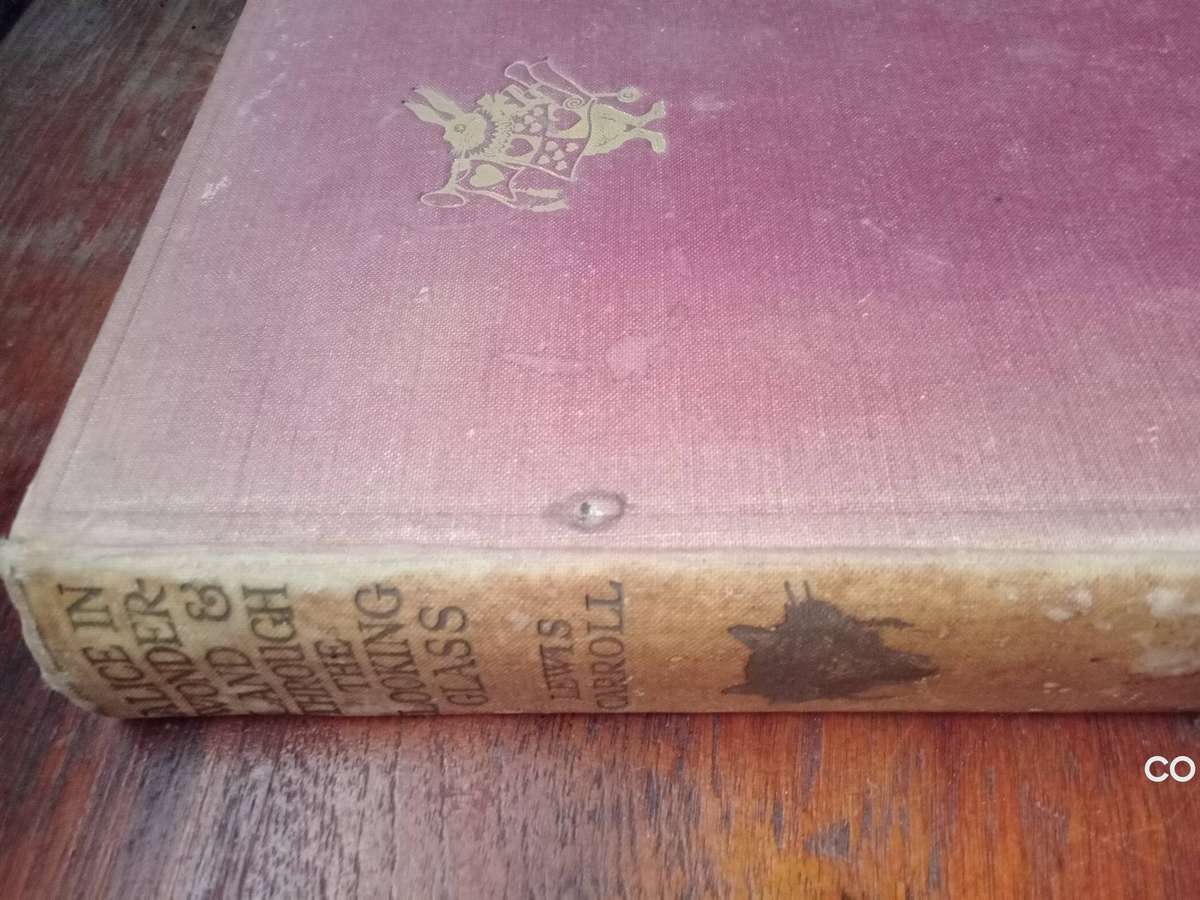 ALICE IN
WONDER-
LAND &
THROUGH
THE
LOOKING
GLASS
LEWIS
CARROLL
CO